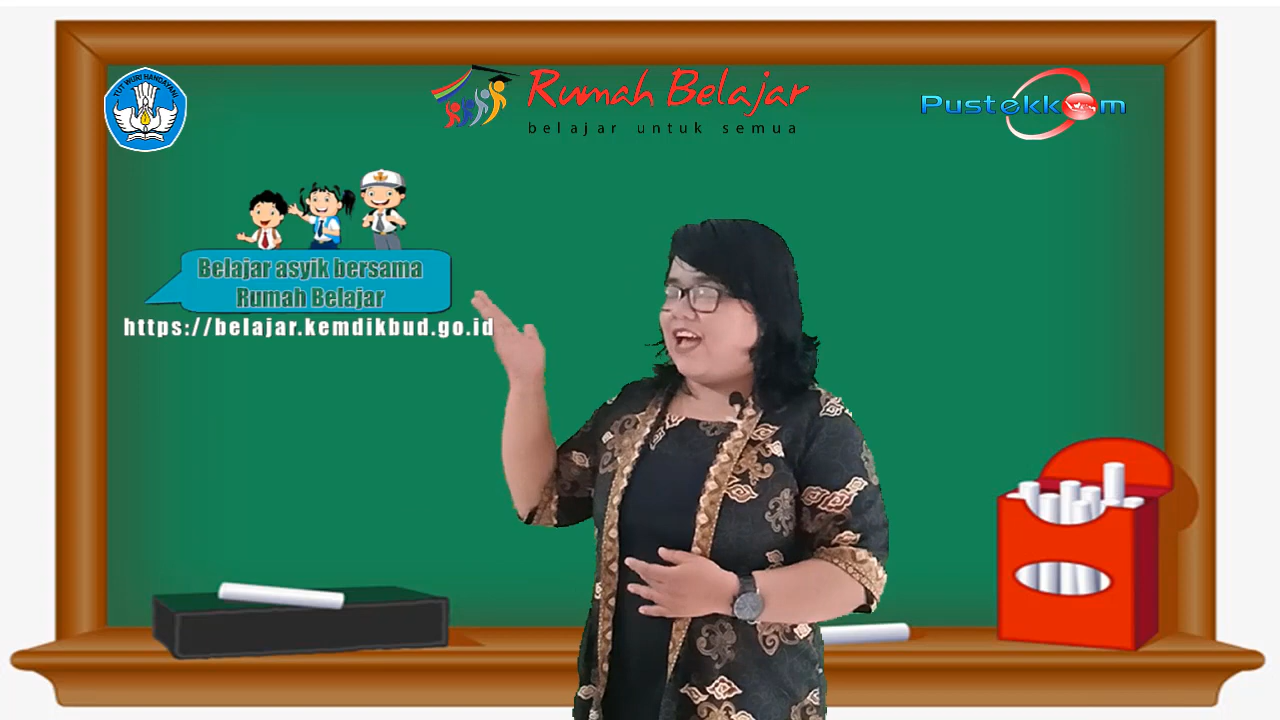 TUT WURI HANDAYANI
Rumah Belajar
belajar untuk semua
Pustekkom
Belajar asyik bersama
Rumah Belajar
https://belajar.kemdikbud.go.id